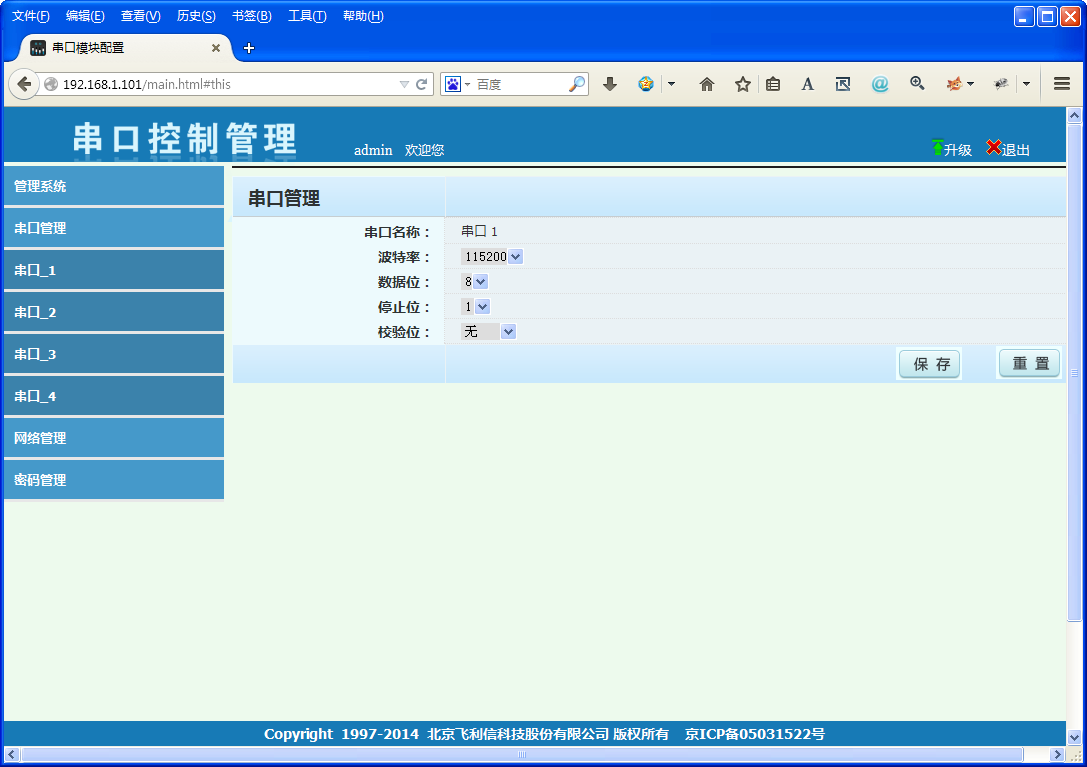 文件(F) 编辑(E) 查看(V) 历史(S) 书签(B) 工具(T) 帮助(H)
串口模块配置
192.168.1.101/main.html#this
百度
串口控制管理
admin 欢迎您
升级 退出
管理系统
串口管理
串口_1
串口_2
串口_3
串口_4
网络管理
密码管理
串口管理
串口名称： 串口 1
波特率： 115200
数据位： 8
停止位： 1
校验位： 无
保 存 重 置
Copyright 1997-2014 北京飞利信科技股份有限公司 版权所有 京ICP备05031522号